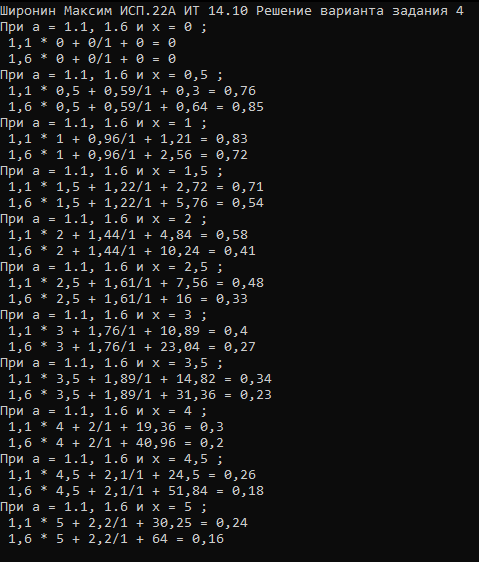 Широнин Максим ИСП.22А ИТ 14.10 Решение варианта задания 4
При a = 1.1, 1.6 и x = 0 ;
1,1 * 0 + 0/1 + 0 = 0
1,6 * 0 + 0/1 + 0 = 0
При a = 1.1, 1.6 и x = 0,5 ;
1,1 * 0,5 + 0,59/1 + 0,3 = 0,76
1,6 * 0,5 + 0,59/1 + 0,64 = 0,85
При a = 1.1, 1.6 и x = 1 ;
1,1 * 1 + 0,96/1 + 1,21 = 0,83
1,6 * 1 + 0,96/1 + 2,56 = 0,72
При a = 1.1, 1.6 и x = 1,5 ;
1,1 * 1,5 + 1,22/1 + 2,72 = 0,71
1,6 * 1,5 + 1,22/1 + 5,76 = 0,54
При a = 1.1, 1.6 и x = 2 ;
1,1 * 2 + 1,44/1 + 4,84 = 0,58
1,6 * 2 + 1,44/1 + 10,24 = 0,41
При a = 1.1, 1.6 и x = 2,5 ;
1,1 * 2,5 + 1,61/1 + 7,56 = 0,48
1,6 * 2,5 + 1,61/1 + 16 = 0,33
При a = 1.1, 1.6 и x = 3 ;
1,1 * 3 + 1,76/1 + 10,89 = 0,4
1,6 * 3 + 1,76/1 + 23,04 = 0,27
При a = 1.1, 1.6 и x = 3,5 ;
1,1 * 3,5 + 1,89/1 + 14,82 = 0,34
1,6 * 3,5 + 1,89/1 + 31,36 = 0,23
При a = 1.1, 1.6 и x = 4 ;
1,1 * 4 + 2/1 + 19,36 = 0,3
1,6 * 4 + 2/1 + 40,96 = 0,2
При a = 1.1, 1.6 и x = 4,5 ;
1,1 * 4,5 + 2,1/1 + 24,5 = 0,26
1,6 * 4,5 + 2,1/1 + 51,84 = 0,18
При a = 1.1, 1.6 и x = 5 ;
1,1 * 5 + 2,2/1 + 30,25 = 0,24
1,6 * 5 + 2,2/1 + 64 = 0,16